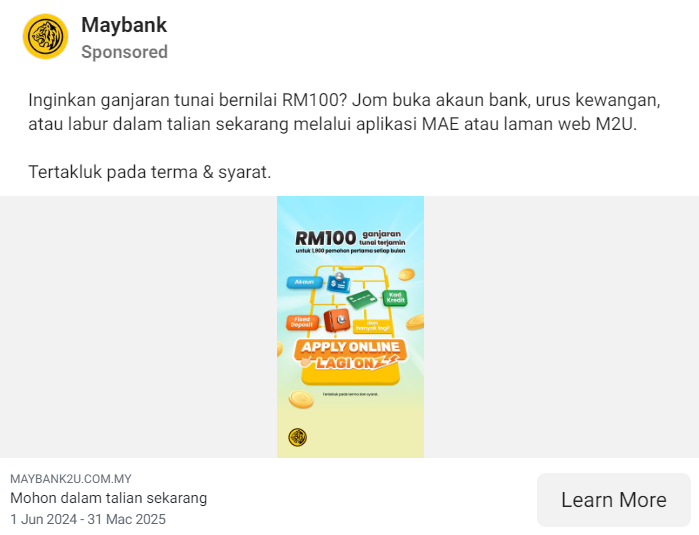 Maybank
Sponsored
Inginkan ganjaran tunai bernilai RM100? Jom buka akaun bank, urus kewangan,
atau labur dalam talian sekarang melalui aplikasi MAE atau laman web M2U.
Tertakluk pada terma & syarat.
RM100 ganjaran
tunai terjamin
untuk 1,900 pemohon pertama setiap bulan
Akaun
Kad
Kredit
Fixed
Deposit
banyak lagi!
APPLY ONLINE
LAGI ONZ
Tertakluk pada terma dan syarat.
MAYBANK2U.COM.MY
Mohon dalam talian sekarang
1 Jun 2024 - 31 Mac 2025
Learn More